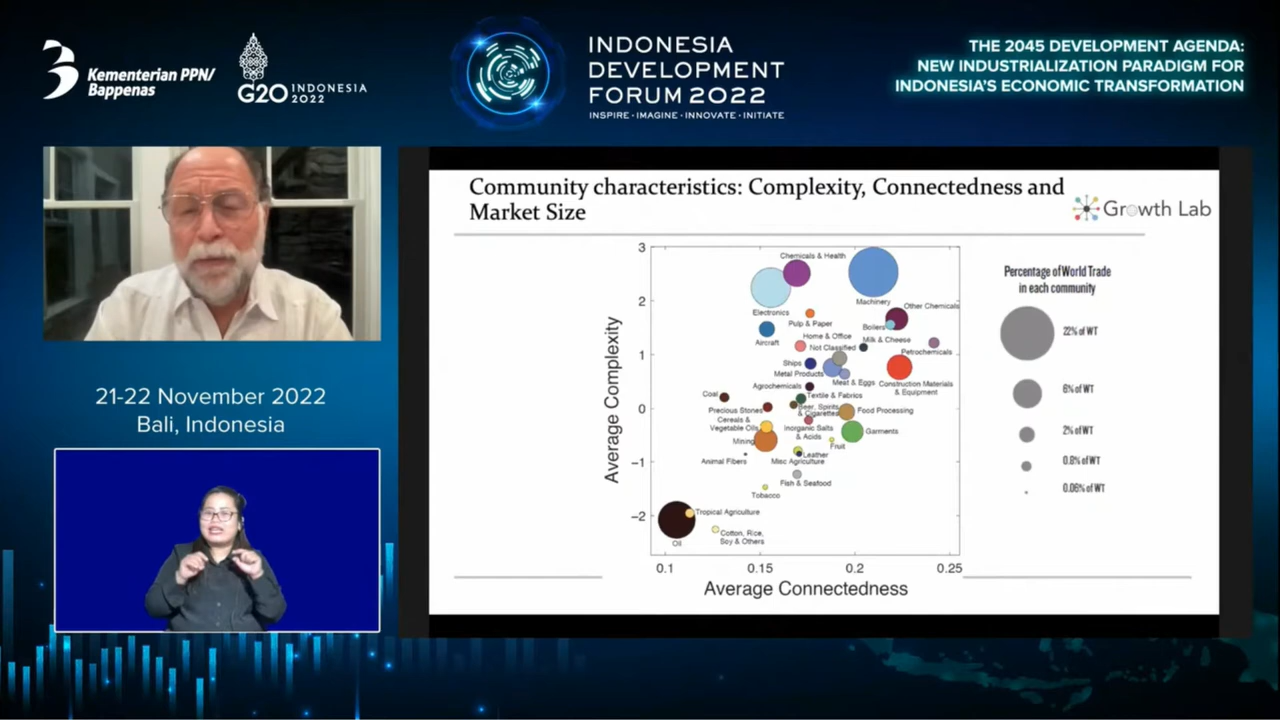 Kementerian PPN/
Bappenas
G20 INDONESIA
2022
INDONESIA
DEVELOPMENT
FORUM 2022
INSPIRE · IMAGINE · INNOVATE · INITIATE
THE 2045 DEVELOPMENT AGENDA:
NEW INDUSTRIALIZATION PARADIGM FOR
INDONESIA'S ECONOMIC TRANSFORMATION
21-22 November 2022
Bali, Indonesia
Community characteristics: Complexity, Connectedness and
Market Size
Growth Lab
Average Complexity
3
2
1
0
−1
−2
Chemicals & Health
Electronics
Machinery
Other Chemicals
Pulp & Paper
Boilers
Aircraft
Home & Office
Milk & Cheese
Not Classified
Petrochemicals
Ships
Metal Products
Meat & Eggs
Construction Materials
& Equipment
Agrochemicals
Coal
Textile & Fabrics
Precious Stones
Beer, Spirits
& Cigarettes
Food Processing
Cereals &
Vegetable Oils
Inorganic Salts
& Acids
Garments
Mining
Fruit
Leather
Animal Fibers
Misc Agriculture
Fish & Seafood
Tobacco
Tropical Agriculture
Oil
Cotton, Rice,
Soy & Others
0.1
0.15
0.2
0.25
Average Connectedness
Percentage of World Trade
in each community
22% of WT
6% of WT
2% of WT
0.8% of WT
0.06% of WT